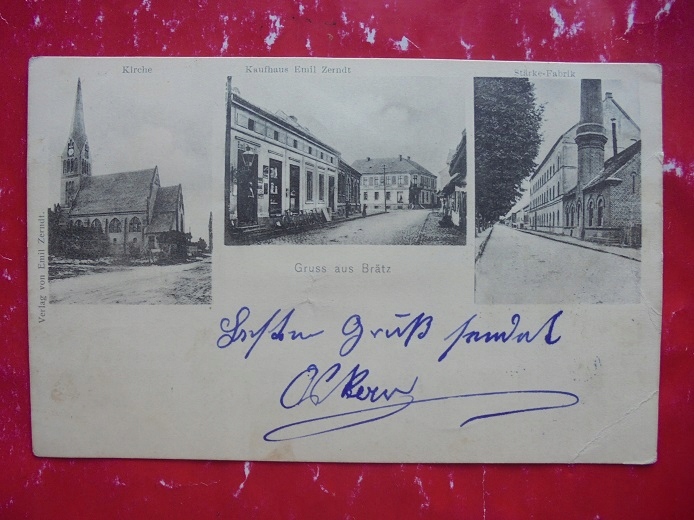 Kirche
Kaufhaus Emil Zerndt
Stärke-Fabrik
Verlag von Emil Zerndt.
Gruss aus Brätz
Besten Gruß sendet